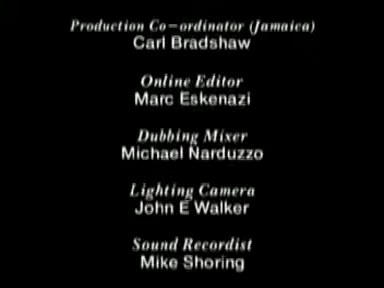 Production Co-ordinator (Jamaica)
Carl Bradshaw
Online Editor
Marc Eskenazi
Dubbing Mixer
Michael Narduzzo
Lighting Camera
John E Walker
Sound Recordist
Mike Shoring